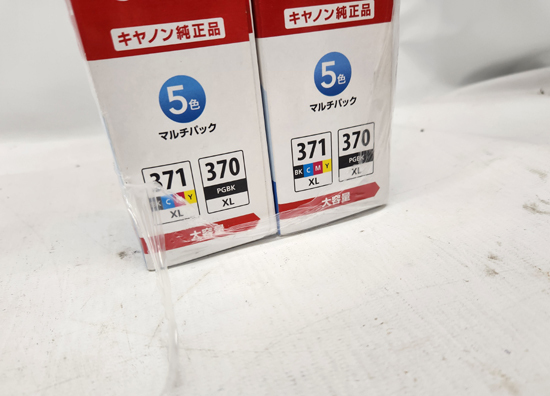 キヤノン純正品
5色
マルチパック
371
C M Y
XL
370
PGBK
XL
大容量
キヤノン純正品
5色
マルチパック
371
BK C M Y
XL
370
PGBK
XL
大容量